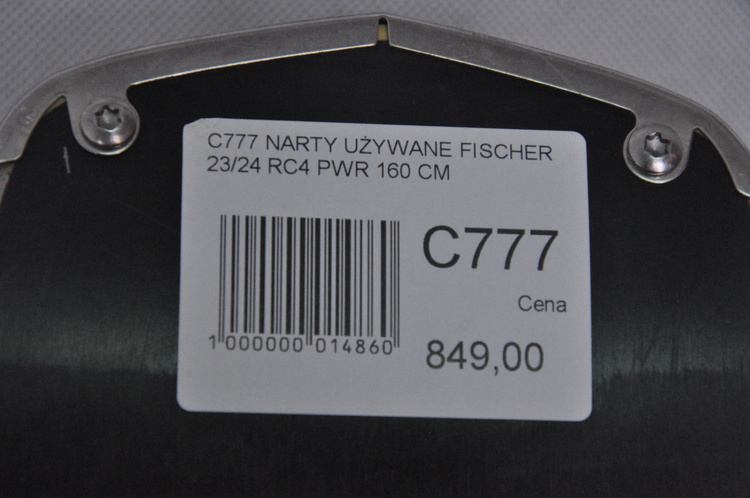 C777 NARTY UŻYWANE FISCHER
23/24 RC4 PWR 160 CM
C777
Cena
1 000000 014860
849,00